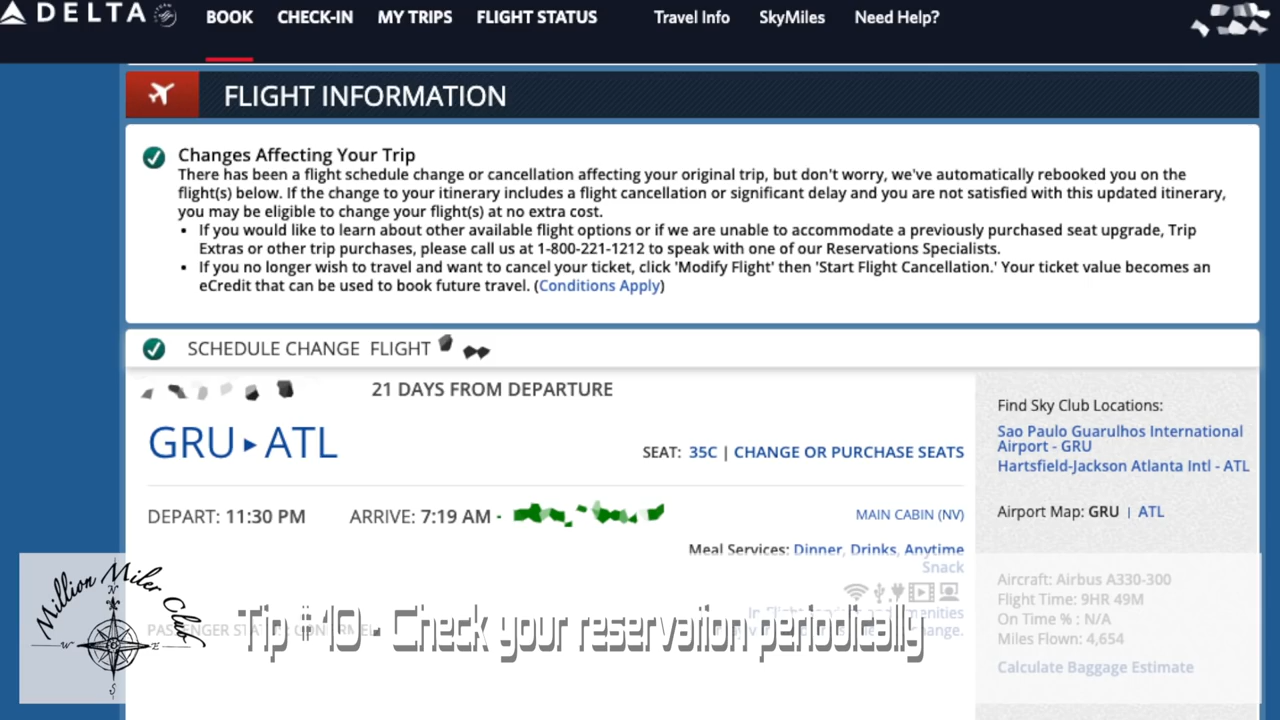 DELTA
BOOK CHECK-IN MY TRIPS FLIGHT STATUS Travel Info SkyMiles Need Help?
FLIGHT INFORMATION
Changes Affecting Your Trip
There has been a flight schedule change or cancellation affecting your original trip, but don't worry, we've automatically rebooked you on the
flight(s) below. If the change to your itinerary includes a flight cancellation or significant delay and you are not satisfied with this updated itinerary,
you may be eligible to change your flight(s) at no extra cost.
• If you would like to learn about other available flight options or if we are unable to accommodate a previously purchased seat upgrade, Trip
Extras or other trip purchases, please call us at 1-800-221-1212 to speak with one of our Reservations Specialists.
• If you no longer wish to travel and want to cancel your ticket, click 'Modify Flight' then 'Start Flight Cancellation.' Your ticket value becomes an
eCredit that can be used to book future travel. (Conditions Apply)
SCHEDULE CHANGE FLIGHT
21 DAYS FROM DEPARTURE
GRU ▸ ATL
SEAT: 35C | CHANGE OR PURCHASE SEATS
DEPART: 11:30 PM ARRIVE: 7:19 AM -
MAIN CABIN (NV)
Meal Services: Dinner, Drinks, Anytime
Snack
Find Sky Club Locations:
Sao Paulo Guarulhos International
Airport - GRU
Hartsfield-Jackson Atlanta Intl - ATL
Airport Map: GRU | ATL
Aircraft: Airbus A330-300
Flight Time: 9HR 49M
On Time % : N/A
Miles Flown: 4,654
Calculate Baggage Estimate
Million Miler Club
N
W E
S
Tip #10 - Check your reservation periodically